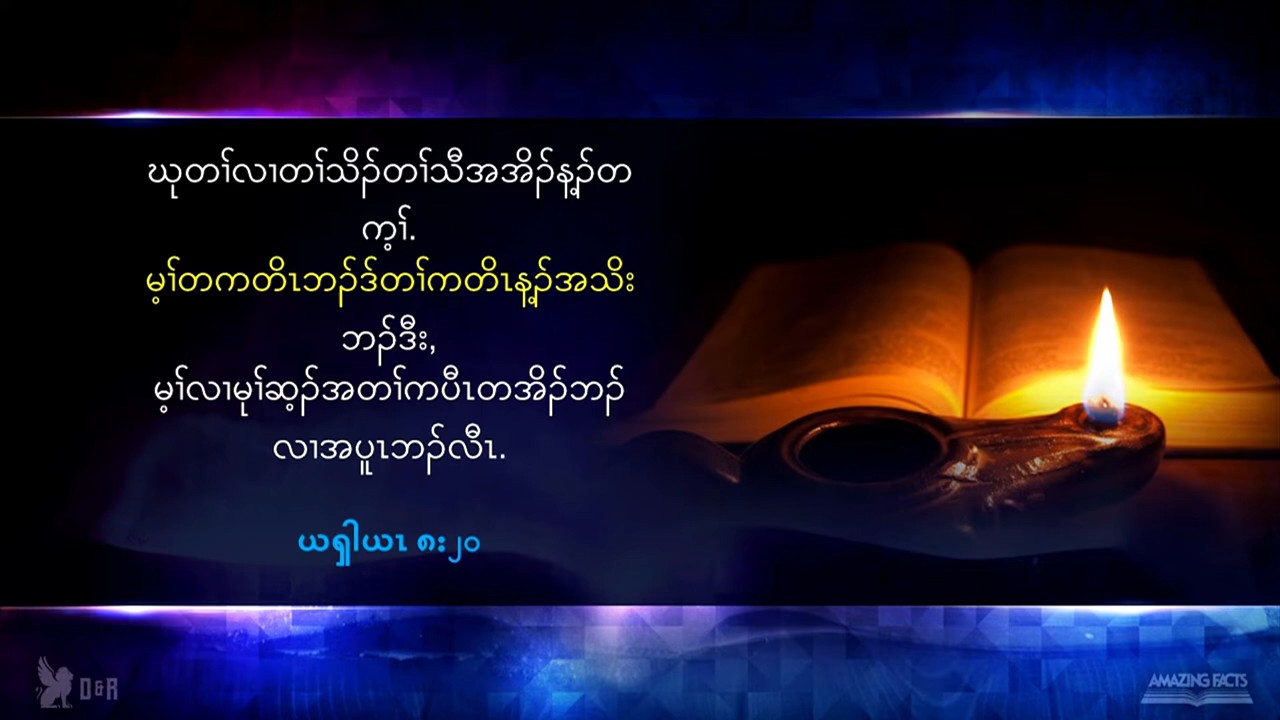 ဃုတၢ်လၢတၢ်သိၣ်တၢ်သီအအိၣ်န့ၣ်တ
က့ၢ်.
မ့ၢ်တကတိၤဘၣ်ဒ်တၢ်ကတိၤန့ၣ်အသိး
ဘၣ်ဒီး,
မ့ၢ်လၢမုၢ်ဆ့ၣ်အတၢ်ကပီၤတအိၣ်ဘၣ်
လၢအပူၤဘၣ်လီၤ.
ယရှါယၤ ၈း၂၀
D&R
AMAZING FACTS